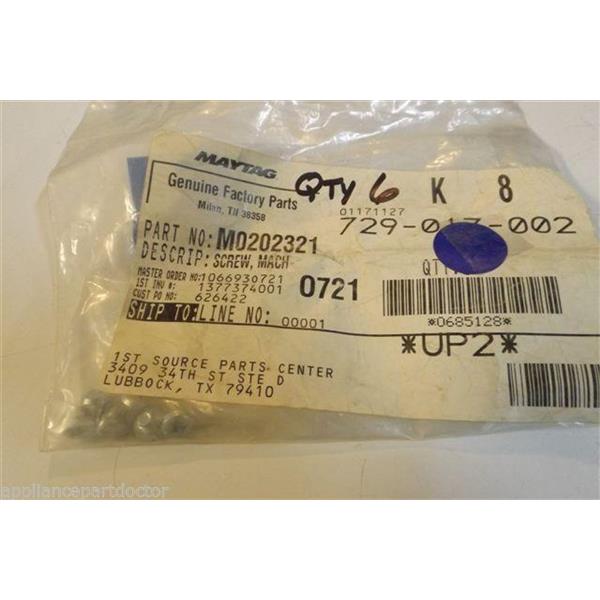 MAYTAG
Genuine Factory Parts
Milan, TN 38358
QTY 6
K 8
01171127
729-017-002
PART NO: M0202321
DESCRIP: SCREW, MACH
QTY
MASTER ORDER NO: 1066930721
1ST INV #: 1377374001
CUST PO NO: 626422
0721
SHIP TO: LINE NO: 00001
*0685128*
*UP2*
1ST SOURCE PARTS CENTER
3409 34TH ST STE D
LUBBOCK, TX 79410
appliancepartdoctor